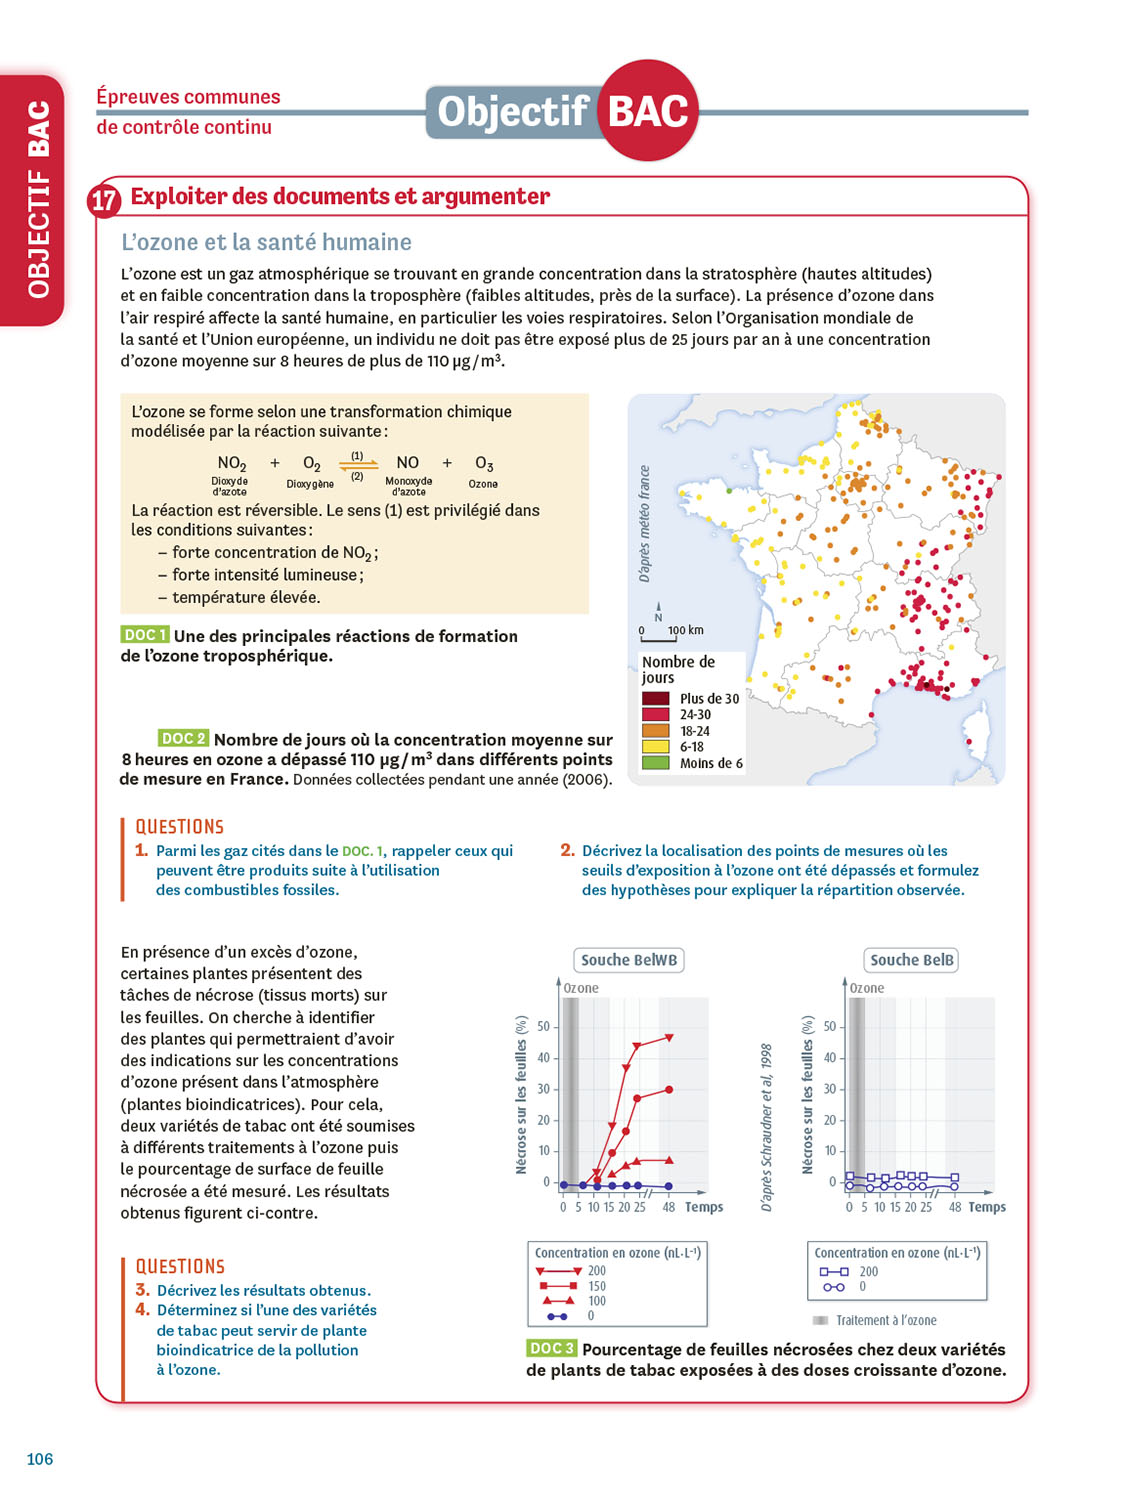 OBJECTIF BAC
Épreuves communes
de contrôle continu
Objectif BAC
17 Exploiter des documents et argumenter
L’ozone et la santé humaine
L’ozone est un gaz atmosphérique se trouvant en grande concentration dans la stratosphère (hautes altitudes)
et en faible concentration dans la troposphère (faibles altitudes, près de la surface). La présence d’ozone dans
l’air respiré affecte la santé humaine, en particulier les voies respiratoires. Selon l’Organisation mondiale de
la santé et l’Union européenne, un individu ne doit pas être exposé plus de 25 jours par an à une concentration
d’ozone moyenne sur 8 heures de plus de 110 µg/m³.
L’ozone se forme selon une transformation chimique
modélisée par la réaction suivante :
(1)
NO₂ + O₂ ⇌ NO + O₃
(2)
Dioxyde d’azote
Dioxygène
Monoxyde d’azote
Ozone
La réaction est réversible. Le sens (1) est privilégié dans
les conditions suivantes :
– forte concentration de NO₂ ;
– forte intensité lumineuse ;
– température élevée.
DOC 1 Une des principales réactions de formation
de l’ozone troposphérique.
D’après météo france
N
0 100 km
Nombre de
jours
Plus de 30
24-30
18-24
6-18
Moins de 6
DOC 2 Nombre de jours où la concentration moyenne sur
8 heures en ozone a dépassé 110 µg/m³ dans différents points
de mesure en France. Données collectées pendant une année (2006).
QUESTIONS
1. Parmi les gaz cités dans le DOC. 1, rappeler ceux qui
peuvent être produits suite à l’utilisation
des combustibles fossiles.
2. Décrivez la localisation des points de mesures où les
seuils d’exposition à l’ozone ont été dépassés et formulez
des hypothèses pour expliquer la répartition observée.
En présence d’un excès d’ozone,
certaines plantes présentent des
tâches de nécrose (tissus morts) sur
les feuilles. On cherche à identifier
des plantes qui permettraient d’avoir
des indications sur les concentrations
d’ozone présent dans l’atmosphère
(plantes bioindicatrices). Pour cela,
deux variétés de tabac ont été soumises
à différents traitements à l’ozone puis
le pourcentage de surface de feuille
nécrosée a été mesuré. Les résultats
obtenus figurent ci-contre.
QUESTIONS
3. Décrivez les résultats obtenus.
4. Déterminez si l’une des variétés
de tabac peut servir de plante
bioindicatrice de la pollution
à l’ozone.
Souche BelWB
Ozone
Nécrose sur les feuilles (%)
50
40
30
20
10
0
0 5 10 15 20 25 48 Temps
Concentration en ozone (nL·L⁻¹)
200
150
100
0
D’après Schraudner et al, 1998
Souche BelB
Ozone
Nécrose sur les feuilles (%)
50
40
30
20
10
0
0 5 10 15 20 25 48 Temps
Concentration en ozone (nL·L⁻¹)
200
0
Traitement à l’ozone
DOC 3 Pourcentage de feuilles nécrosées chez deux variétés
de plants de tabac exposées à des doses croissante d’ozone.
106